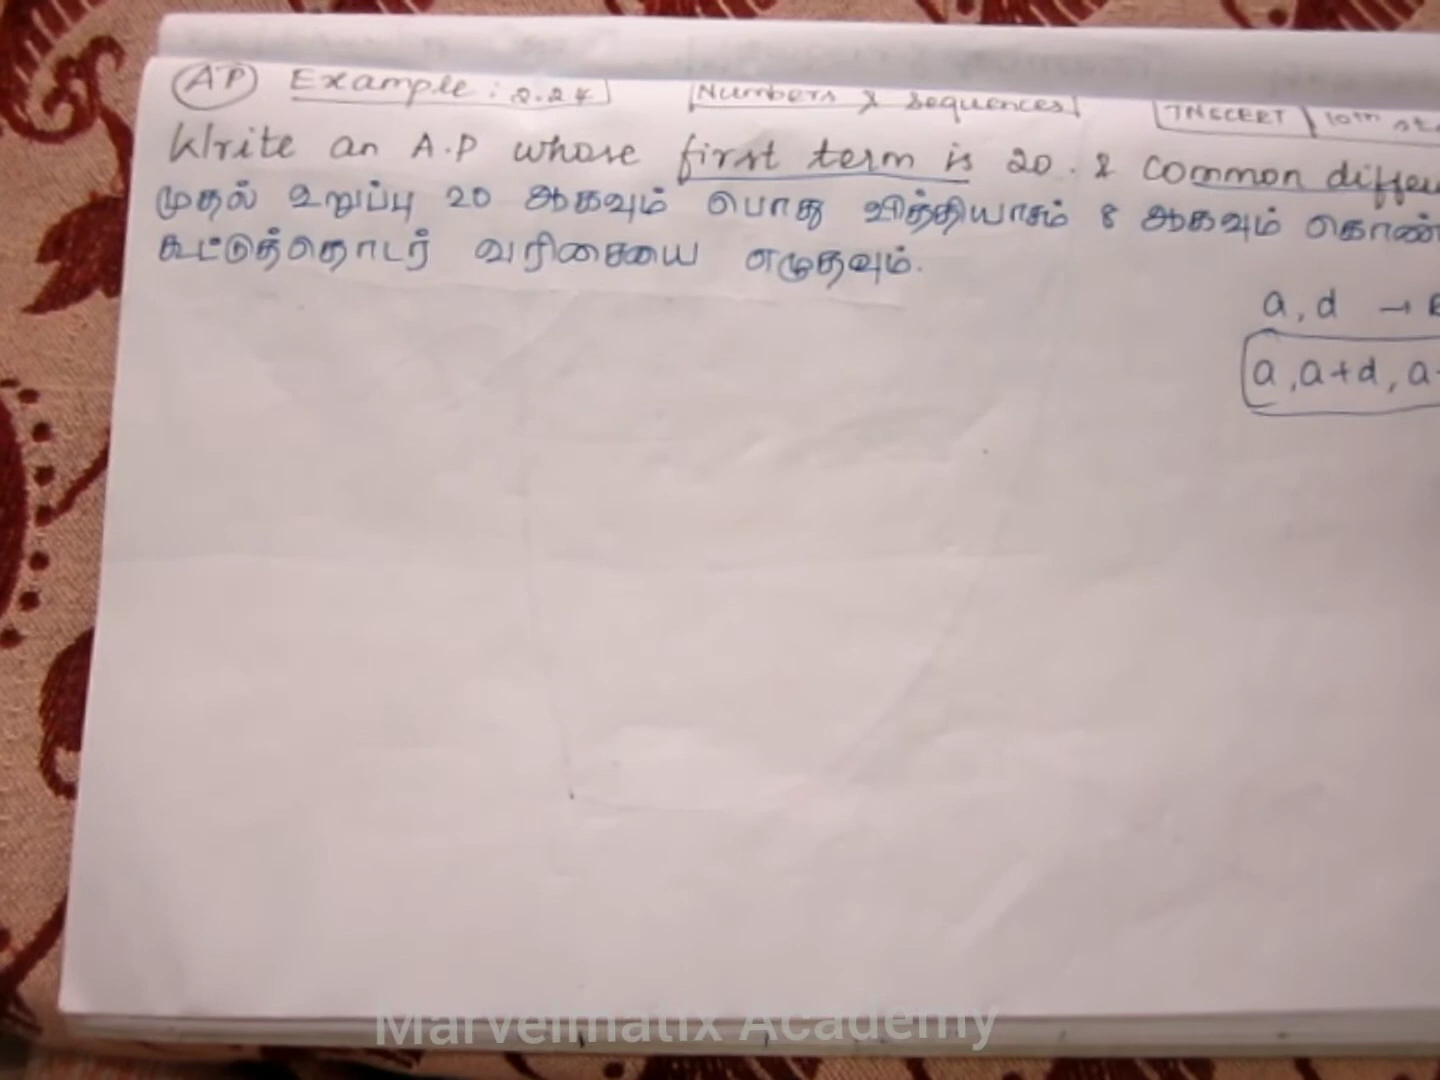 AP Example: 2.24 Numbers & Sequences TNSCERT 10th
Write an A.P whose first term is 20. & common
முதல் உறுப்பு 20 ஆகவும் பொது வித்தியாசம் 8 ஆகவும்
கூட்டுத்தொடர் வரிசையை எழுதவும்.
a, d →
a, a+d,
Marvelmatix Academy